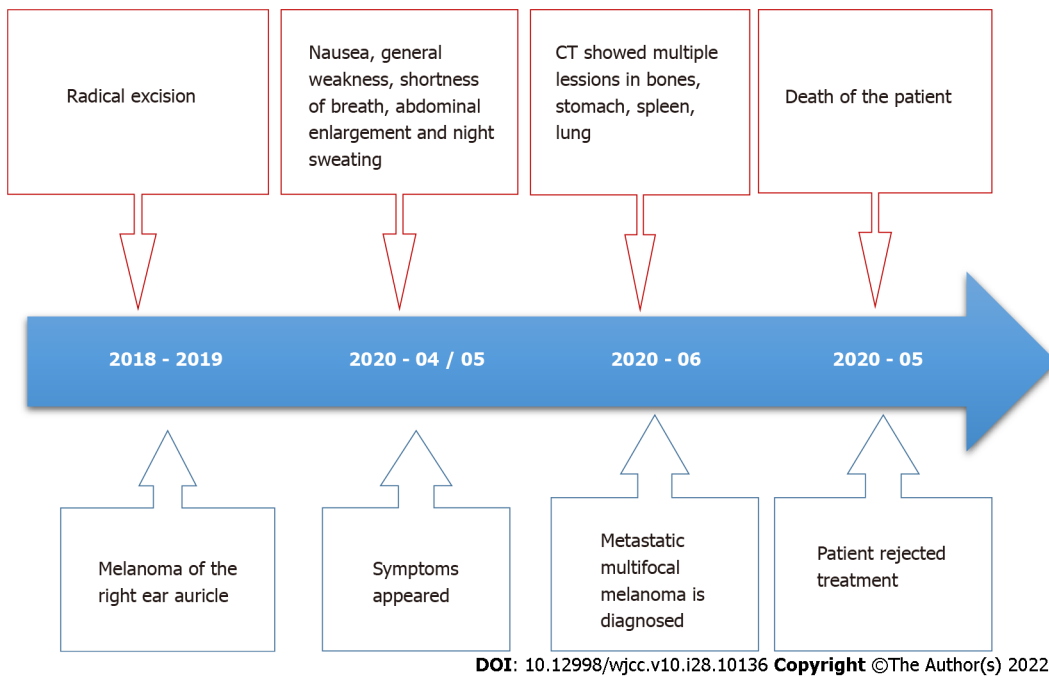 Radical excision
Nausea, general
weakness, shortness
of breath, abdominal
enlargement and night
sweating
CT showed multiple
lessions in bones,
stomach, spleen,
lung
Death of the patient
2018 - 2019
2020 - 04 / 05
2020 - 06
2020 - 05
Melanoma of the
right ear auricle
Symptoms
appeared
Metastatic
multifocal
melanoma is
diagnosed
Patient rejected
treatment
DOI: 10.12998/wjcc.v10.i28.10136 Copyright ©The Author(s) 2022